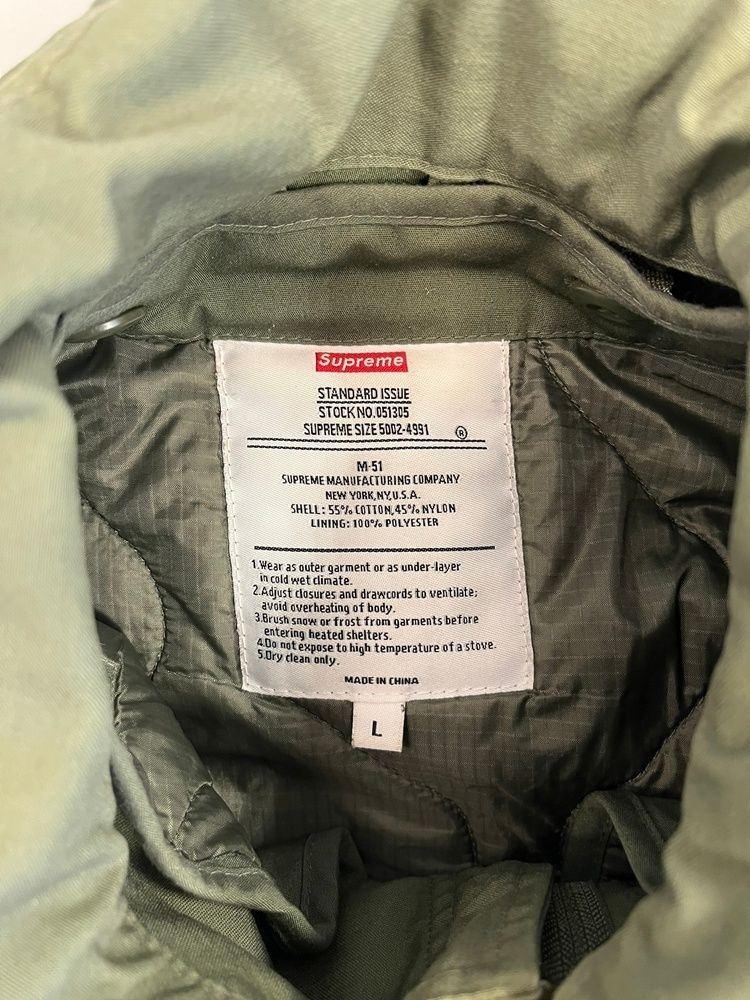 Supreme
STANDARD ISSUE
STOCK NO. 051305
SUPREME SIZE 5002-4991 ®
M-51
SUPREME MANUFACTURING COMPANY
NEW YORK, NY, U.S.A.
SHELL: 55% COTTON, 45% NYLON
LINING: 100% POLYESTER
1.Wear as outer garment or as under-layer
in cold wet climate.
2.Adjust closures and drawcords to ventilate;
avoid overheating of body.
3.Brush snow or frost from garments before
entering heated shelters.
4.Do not expose to high temperature of a stove.
5.Dry clean only.
MADE IN CHINA
L